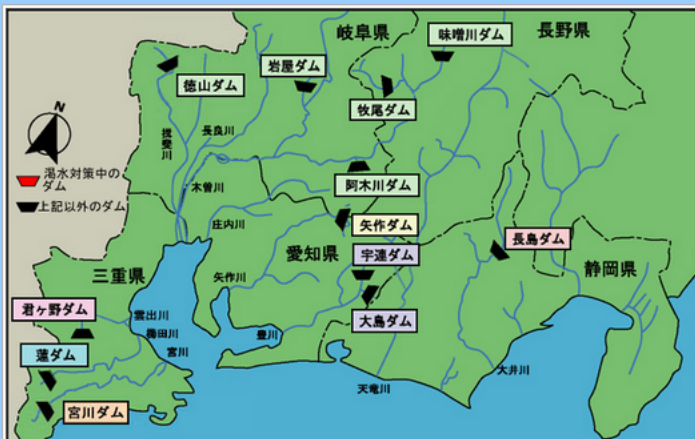 岐阜県
味噌川ダム
長野県
岩屋ダム
徳山ダム
牧尾ダム
N
揖斐川
長良川
渇水対策中の
ダム
木曽川
阿木川ダム
上記以外のダム
庄内川
矢作ダム
愛知県
長島ダム
宇連ダム
三重県
静岡県
矢作川
君ヶ野ダム
雲出川
大島ダム
櫛田川
豊川
宮川
蓮ダム
大井川
天竜川
宮川ダム